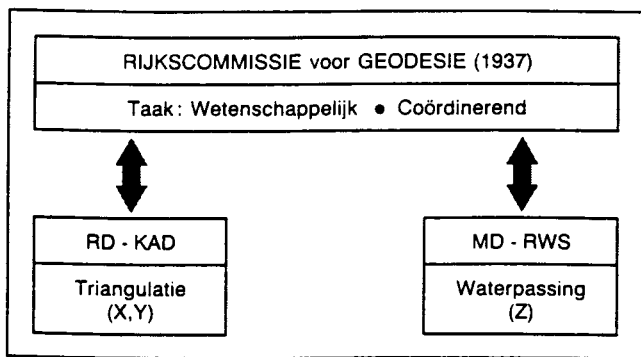 RIJKSCOMMISSIE voor GEODESIE (1937)
Taak: Wetenschappelijk • Coördinerend
RD - KAD
Triangulatie
(X,Y)
MD - RWS
Waterpassing
(Z)